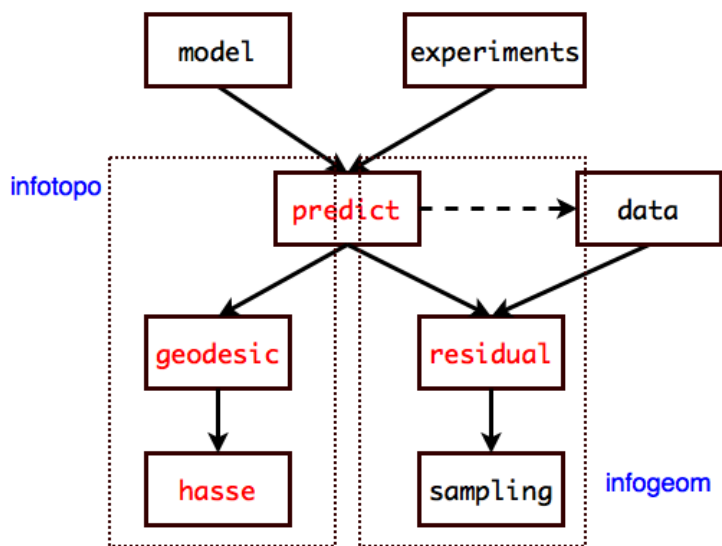 model
experiments
infotopo
predict
data
geodesic
residual
hasse
sampling
infogeom